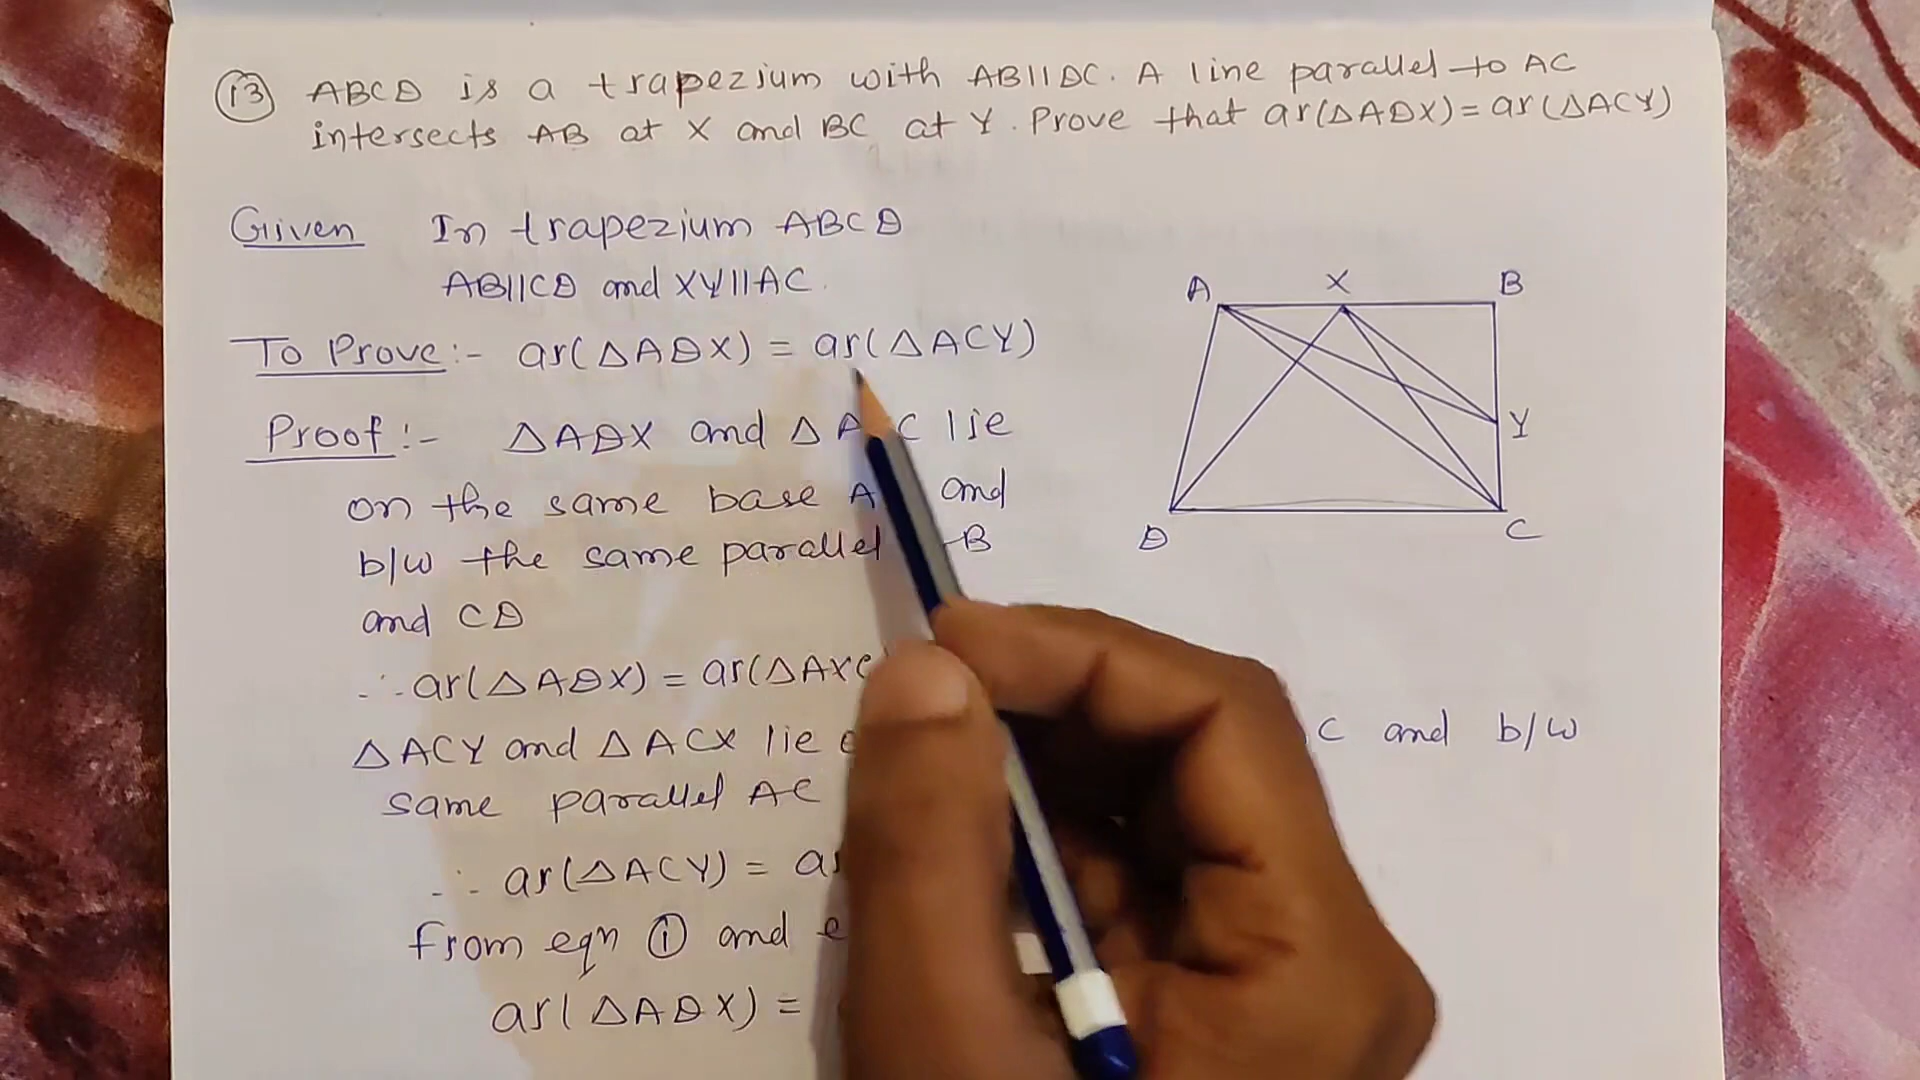 13 ABCD is a trapezium with AB||DC. A line parallel to AC
intersects AB at X and BC at Y. Prove that ar(△ADX) = ar(△ACY)
Given In trapezium ABCD
AB||CD and XY||AC.
To Prove:- ar(△ADX) = ar(△ACY)
Proof:- △ADX and △A C lie
on the same base A and
b/w the same parallel B
and CD
∴ ar(△ADX) = ar(△AXC
△ACY and △ACX lie C and b/w
same parallel AC
∴ ar(△ACY) = ar
from eqn ① and
ar(△ADX) =
A X B
Y
D C